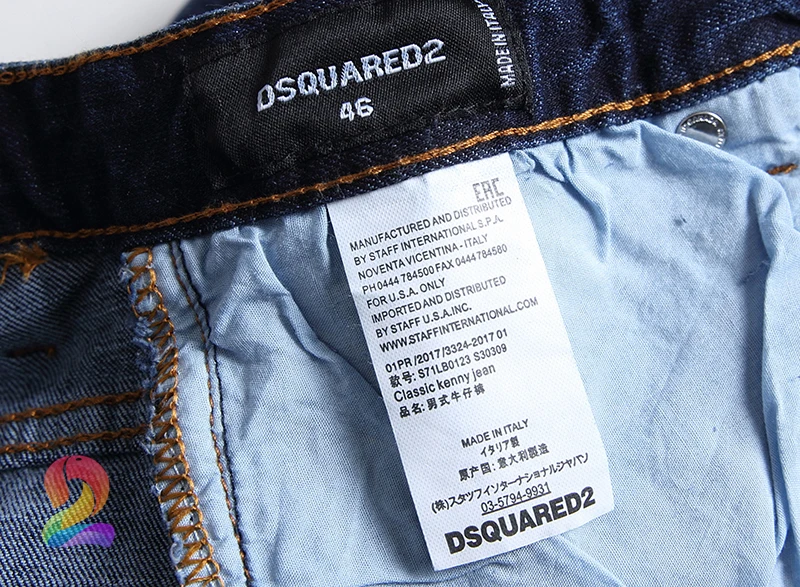 DSQUARED2
46
MADE IN ITALY
EAC
MANUFACTURED AND DISTRIBUTED
BY STAFF INTERNATIONAL S.P.A.
NOVENTA VICENTINA - ITALY
PH 0444 784500 FAX 0444 784580
FOR U.S.A. ONLY
IMPORTED AND DISTRIBUTED
BY STAFF U.S.A.INC.
WWW.STAFFINTERNATIONAL.COM
01PR /2017/3324-2017 01
款号: S71LB0123 S30309
Classic kenny jean
品名: 男式牛仔裤
MADE IN ITALY
イタリア製
原产国: 意大利製造
(株)スタッフインターナショナルジャパン
03-5794-9931
DSQUARED2